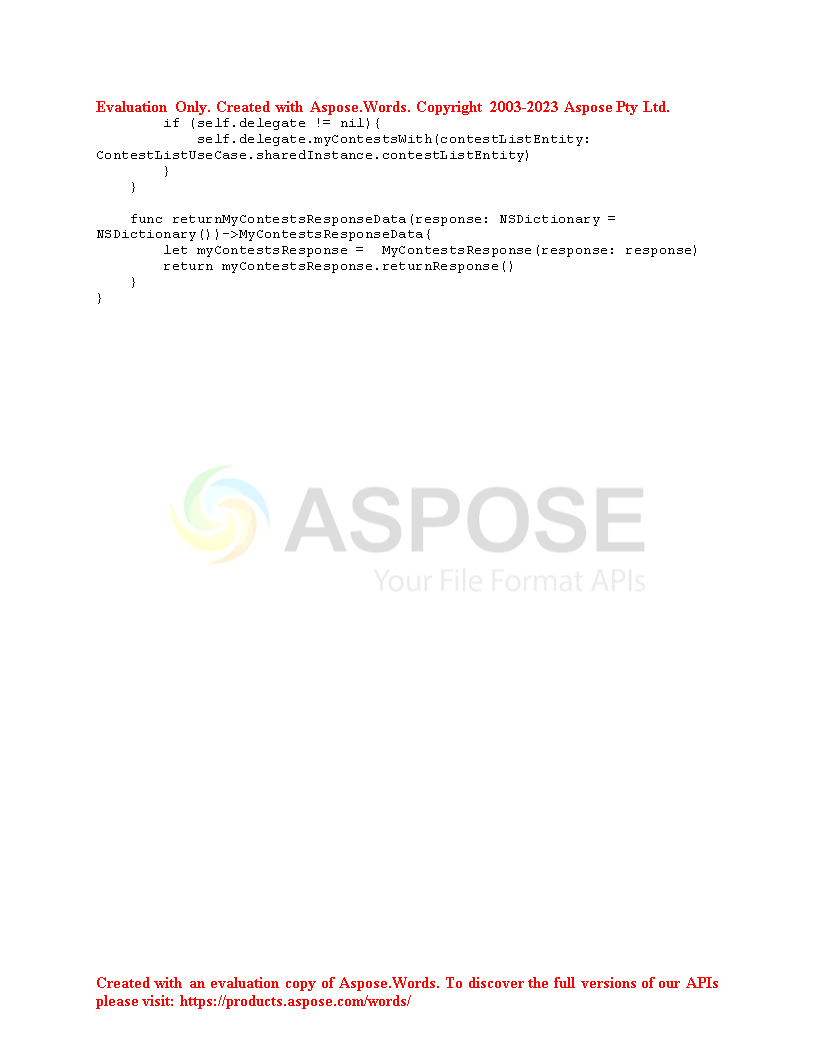 Evaluation Only. Created with Aspose.Words. Copyright 2003-2023 Aspose Pty Ltd.
        if (self.delegate != nil){
            self.delegate.myContestsWith(contestListEntity:
ContestListUseCase.sharedInstance.contestListEntity)
        }
    }
    func returnMyContestsResponseData(response: NSDictionary =
NSDictionary())->MyContestsResponseData{
        let myContestsResponse =  MyContestsResponse(response: response)
        return myContestsResponse.returnResponse()
    }
}
ASPOSE
Your File Format APIs
Created with an evaluation copy of Aspose.Words. To discover the full versions of our APIs
please visit: https://products.aspose.com/words/